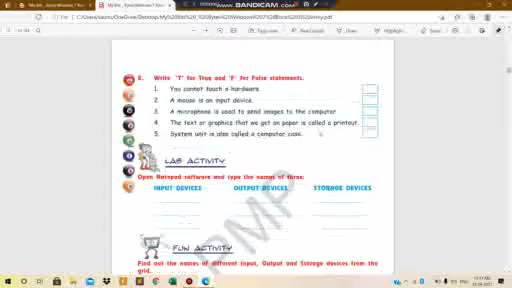 WWW.BANDICAM.COM
E. Write "T" for True and "F" for False statements.
1. You cannot touch a hardware
2. A mouse is an input device.
3. A microphone is used to send images to the computer
4. The text or graphics that we get on paper is called a printout.
5. System unit is also called a computer case.
LAB ACTIVITY
Open Notepad software and type the names of three:
INPUT DEVICES OUTPUT DEVICES STORAGE DEVICES
PMP
FUN ACTIVITY
Find out the names of different Input, Output and Storage devices from the
grid.